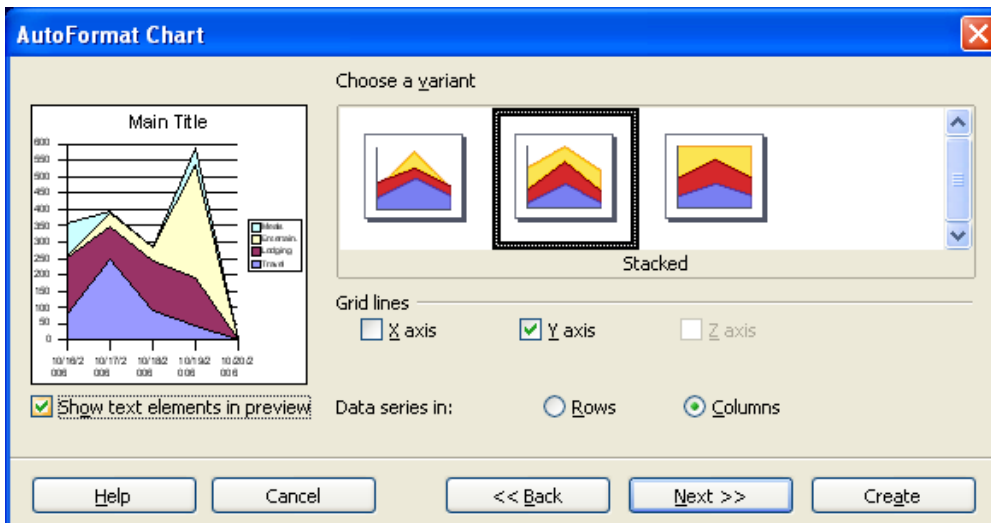 AutoFormat Chart
Choose a variant
Main Title
600
550
500
450
400
350
300
250
200
150
100
50
0
Meals
Entertain.
Lodging
Travel
10/16/2
006
10/17/2
006
10/18/2
006
10/19/2
006
10/20/2
006
Stacked
Grid lines
X axis
Y axis
Z axis
Show text elements in preview
Data series in:
Rows
Columns
Help
Cancel
<< Back
Next >>
Create